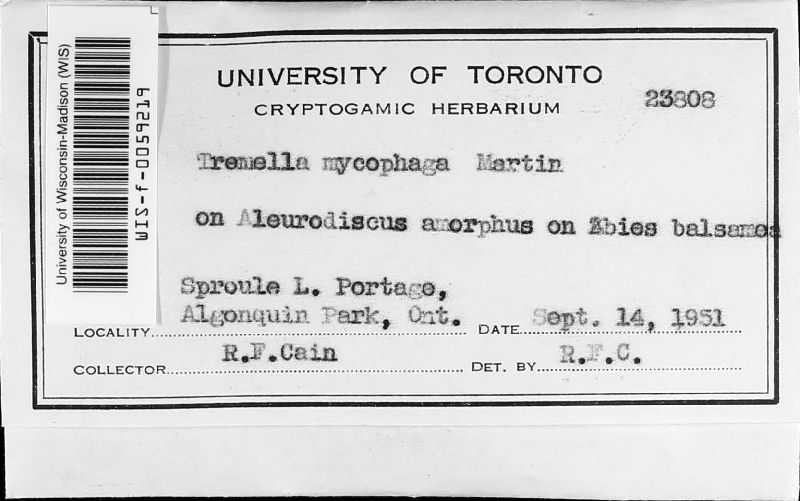 University of Wisconsin-Madison (WIS)
WIS-f-0059219
UNIVERSITY OF TORONTO
CRYPTOGAMIC HERBARIUM
23808
Tremella mycophaga Martin
on Aleurodiscus amorphus on Abies balsamea
Sproule L. Portage,
LOCALITY Algonquin Park, Ont. DATE Sept. 14, 1951
COLLECTOR R.F.Cain DET. BY R.F.C.